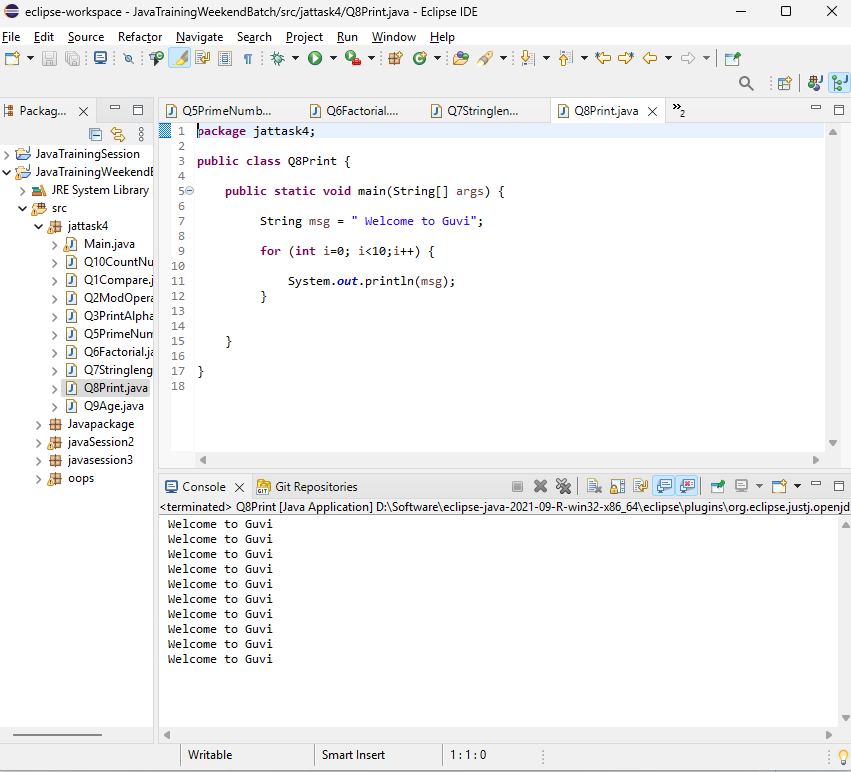 eclipse-workspace - JavaTrainingWeekendBatch/src/jattask4/Q8Print.java - Eclipse IDE
File Edit Source Refactor Navigate Search Project Run Window Help
Packag...
JavaTrainingSession
JavaTrainingWeekendE
JRE System Library
src
jattask4
Main.java
Q10CountNu
Q1Compare.j
Q2ModOpera
Q3PrintAlpha
Q5PrimeNum
Q6Factorial.ja
Q7Stringleng
Q8Print.java
Q9Age.java
Javapackage
javaSession2
javasession3
oops
Q5PrimeNumb... Q6Factorial.... Q7Stringlen... Q8Print.java »2
1 package jattask4;
2
3 public class Q8Print {
4
5 public static void main(String[] args) {
6
7 String msg = " Welcome to Guvi";
8
9 for (int i=0; i<10;i++) {
10
11 System.out.println(msg);
12 }
13
14
15 }
16
17 }
18
Console GIT Git Repositories
<terminated> Q8Print [Java Application] D:\Software\eclipse-java-2021-09-R-win32-x86_64\eclipse\plugins\org.eclipse.justj.openjd
Welcome to Guvi
Welcome to Guvi
Welcome to Guvi
Welcome to Guvi
Welcome to Guvi
Welcome to Guvi
Welcome to Guvi
Welcome to Guvi
Welcome to Guvi
Welcome to Guvi
Writable Smart Insert 1 : 1 : 0